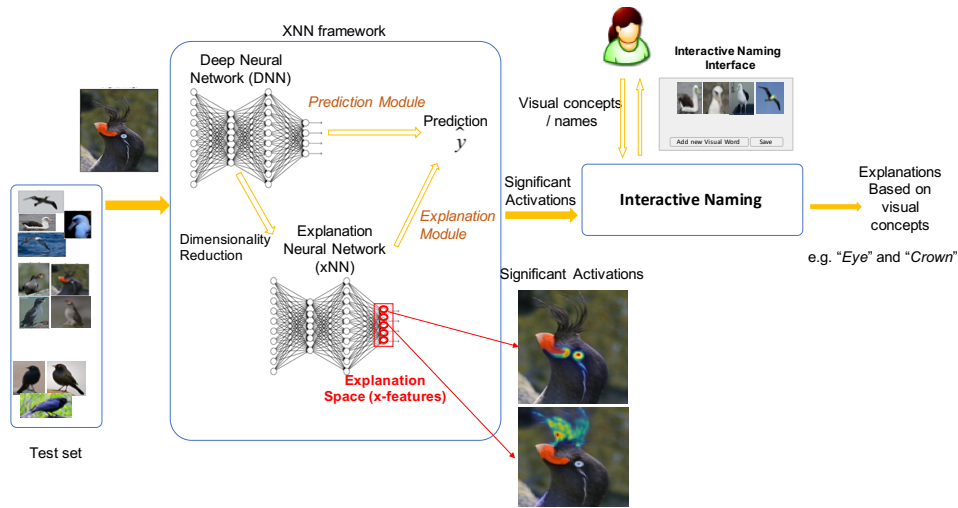 XNN framework
Deep Neural
Network (DNN)
Prediction Module
Prediction
ŷ
Explanation
Module
Dimensionality
Reduction
Explanation
Neural Network
(xNN)
Explanation
Space (x-features)
Test set
Significant
Activations
Significant Activations
Visual concepts
/ names
Interactive Naming
Interface
Add new Visual Word
Save
Interactive Naming
Explanations
Based on
visual
concepts
e.g. “Eye” and “Crown”